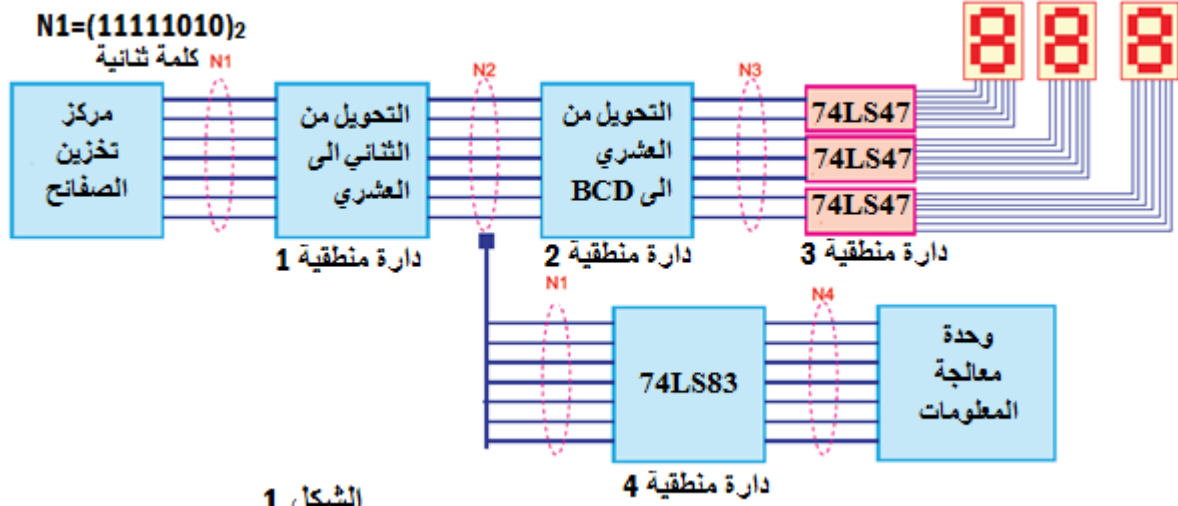 N1=(11111010)2
كلمة ثنائية
N1
N2
N3
888
مركز
تخزين
الصفائح
التحويل من
الثنائي الى
العشري
التحويل من
العشري
الى BCD
74LS47
74LS47
74LS47
دارة منطقية 1
دارة منطقية 2
دارة منطقية 3
N1
N4
74LS83
وحدة
معالجة
المعلومات
دارة منطقية 4
الشكل 1